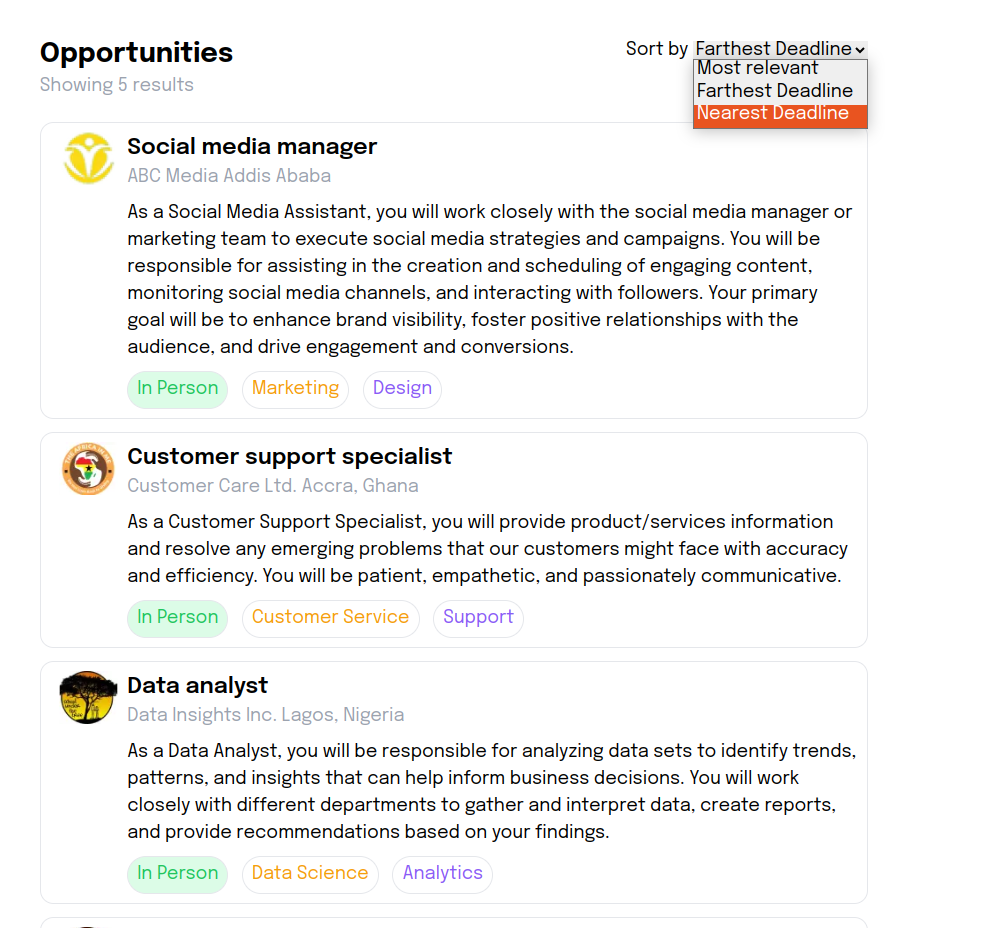 Opportunities
Sort by Farthest Deadline
Most relevant
Farthest Deadline
Nearest Deadline
Showing 5 results
Social media manager
ABC Media Addis Ababa
As a Social Media Assistant, you will work closely with the social media manager or
marketing team to execute social media strategies and campaigns. You will be
responsible for assisting in the creation and scheduling of engaging content,
monitoring social media channels, and interacting with followers. Your primary
goal will be to enhance brand visibility, foster positive relationships with the
audience, and drive engagement and conversions.
In Person Marketing Design
Customer support specialist
Customer Care Ltd. Accra, Ghana
As a Customer Support Specialist, you will provide product/services information
and resolve any emerging problems that our customers might face with accuracy
and efficiency. You will be patient, empathetic, and passionately communicative.
In Person Customer Service Support
Data analyst
Data Insights Inc. Lagos, Nigeria
As a Data Analyst, you will be responsible for analyzing data sets to identify trends,
patterns, and insights that can help inform business decisions. You will work
closely with different departments to gather and interpret data, create reports,
and provide recommendations based on your findings.
In Person Data Science Analytics